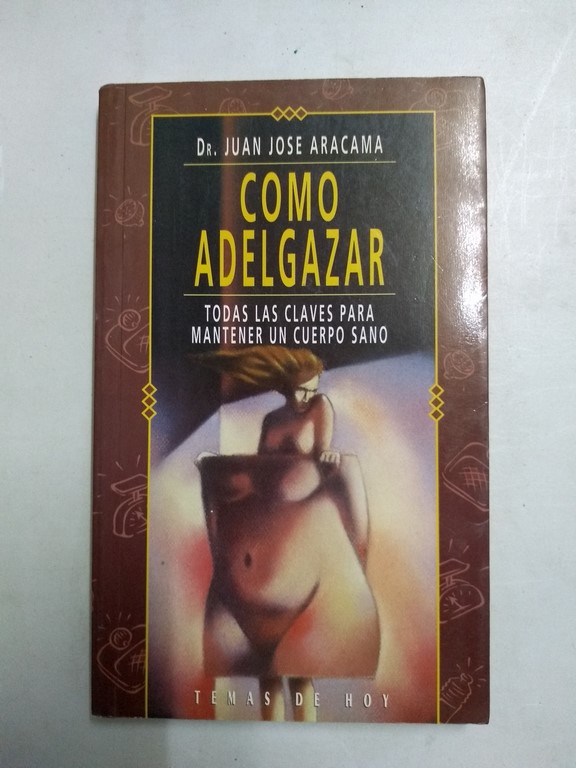 DR. JUAN JOSE ARACAMA
COMO
ADELGAZAR
TODAS LAS CLAVES PARA
MANTENER UN CUERPO SANO
TEMAS DE HOY